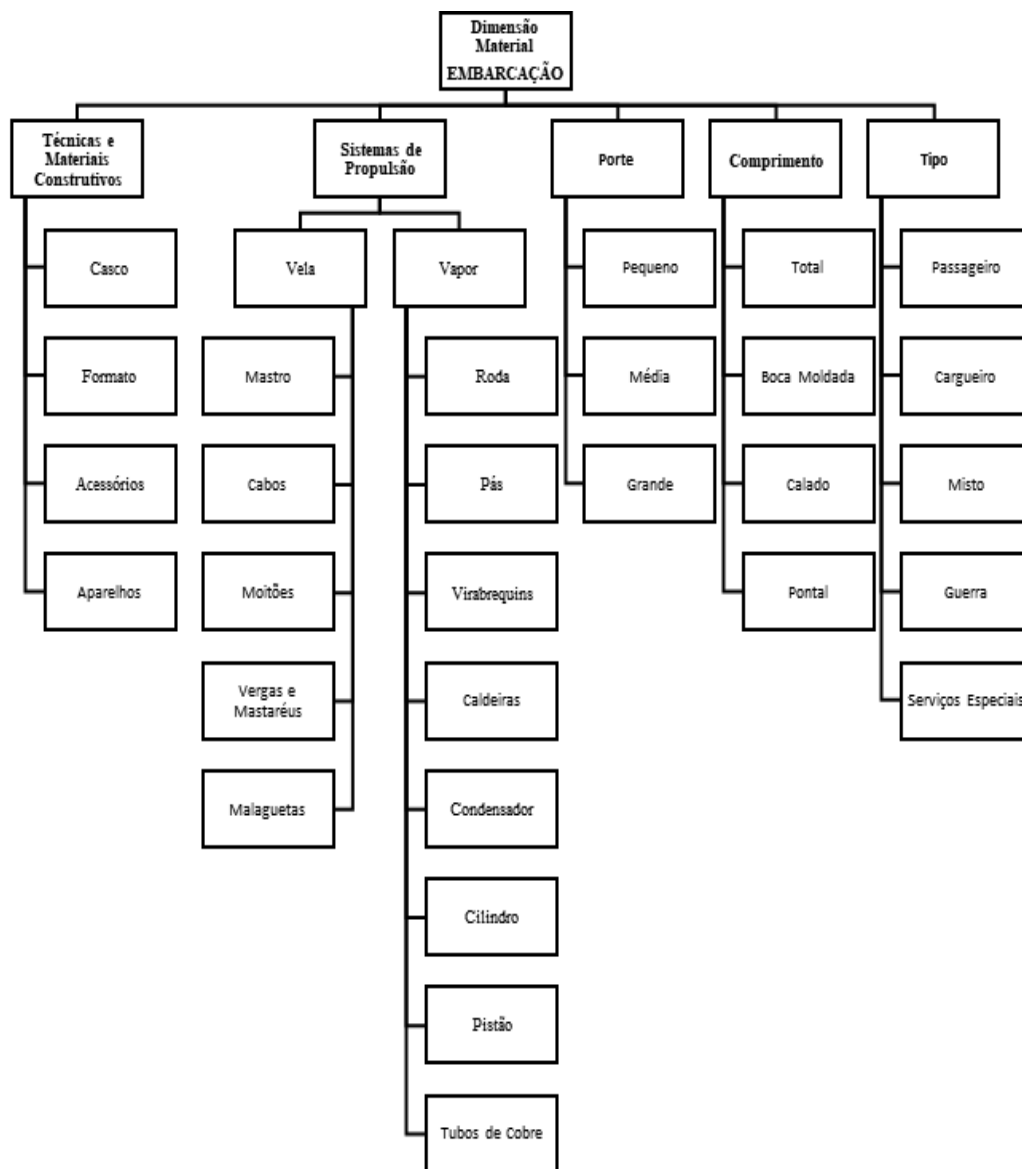 Dimensão
Material
EMBARCAÇÃO
Técnicas e
Materiais
Construtivos
Sistemas de
Propulsão
Porte
Comprimento
Tipo
Casco
Vela
Vapor
Pequeno
Total
Passageiro
Formato
Mastro
Roda
Média
Boca Moldada
Cargueiro
Acessórios
Cabos
Pás
Grande
Calado
Misto
Aparelhos
Moitões
Virabrequins
Pontal
Guerra
Vergas e
Mastaréus
Caldeiras
Serviços Especiais
Malaguetas
Condensador
Cilindro
Pistão
Tubos de Cobre